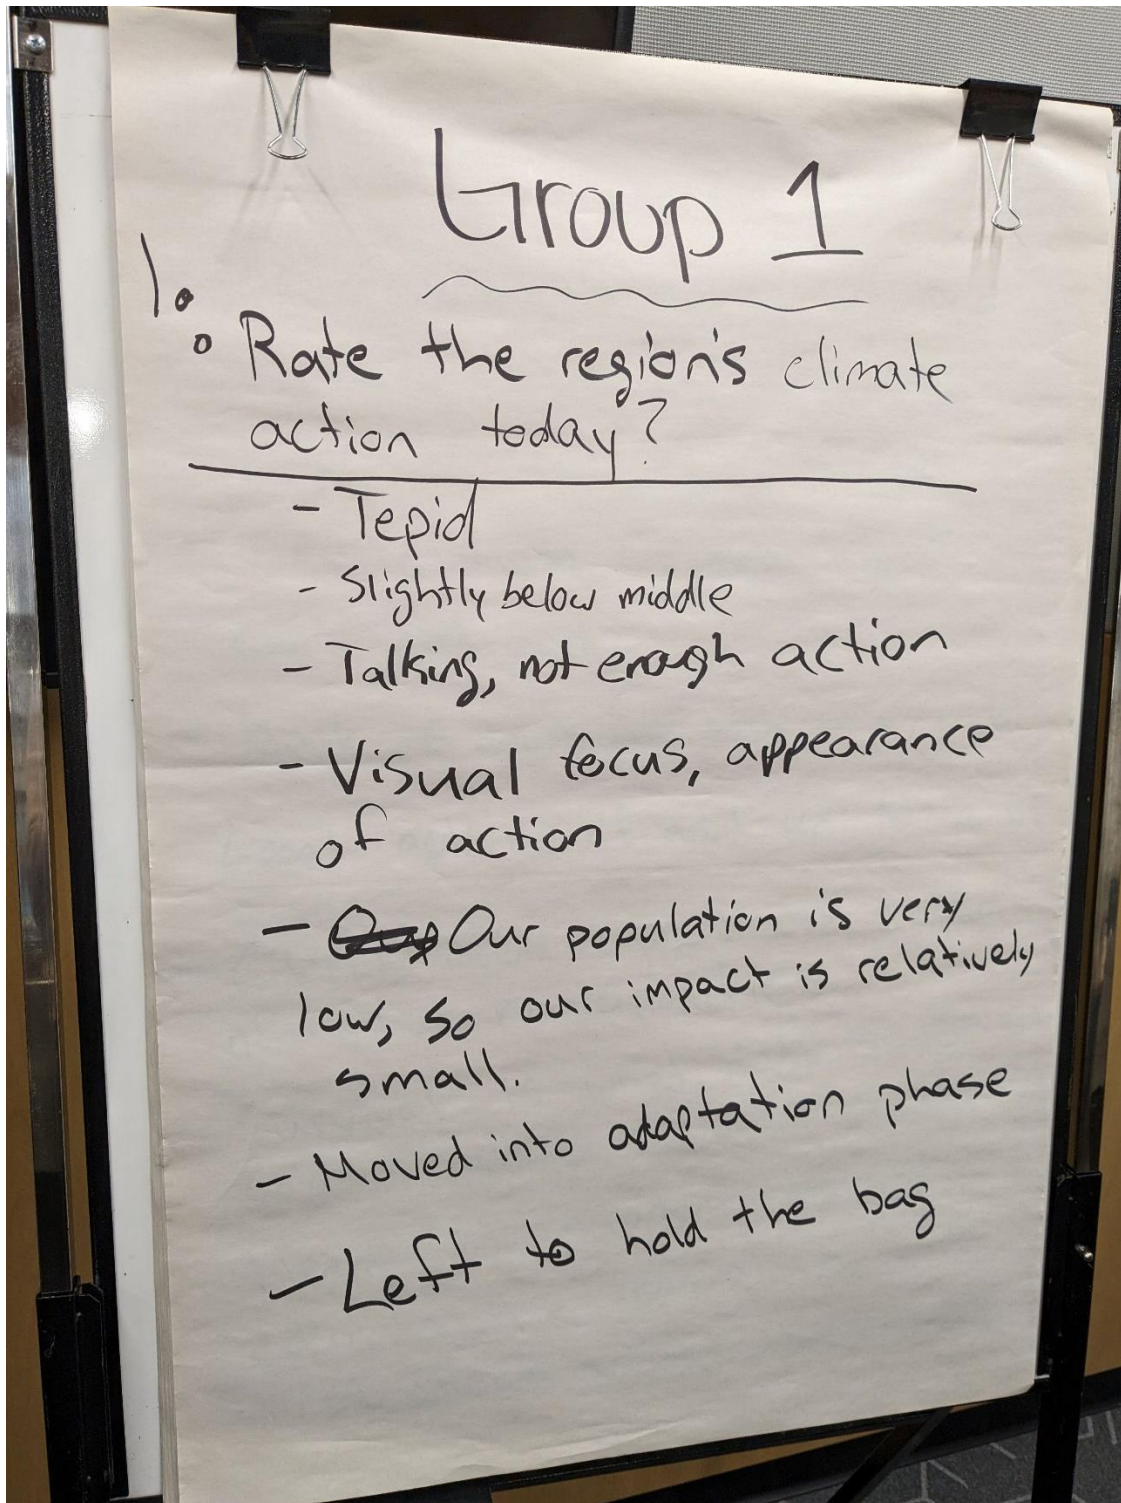 Group 1
1.
Rate the region's climate
action today?
- Tepid
- Slightly below middle
- Talking, not enough action
- Visual focus, appearance
of action
- Our population is very
low, so our impact is relatively
small.
- Moved into adaptation phase
- Left to hold the bag